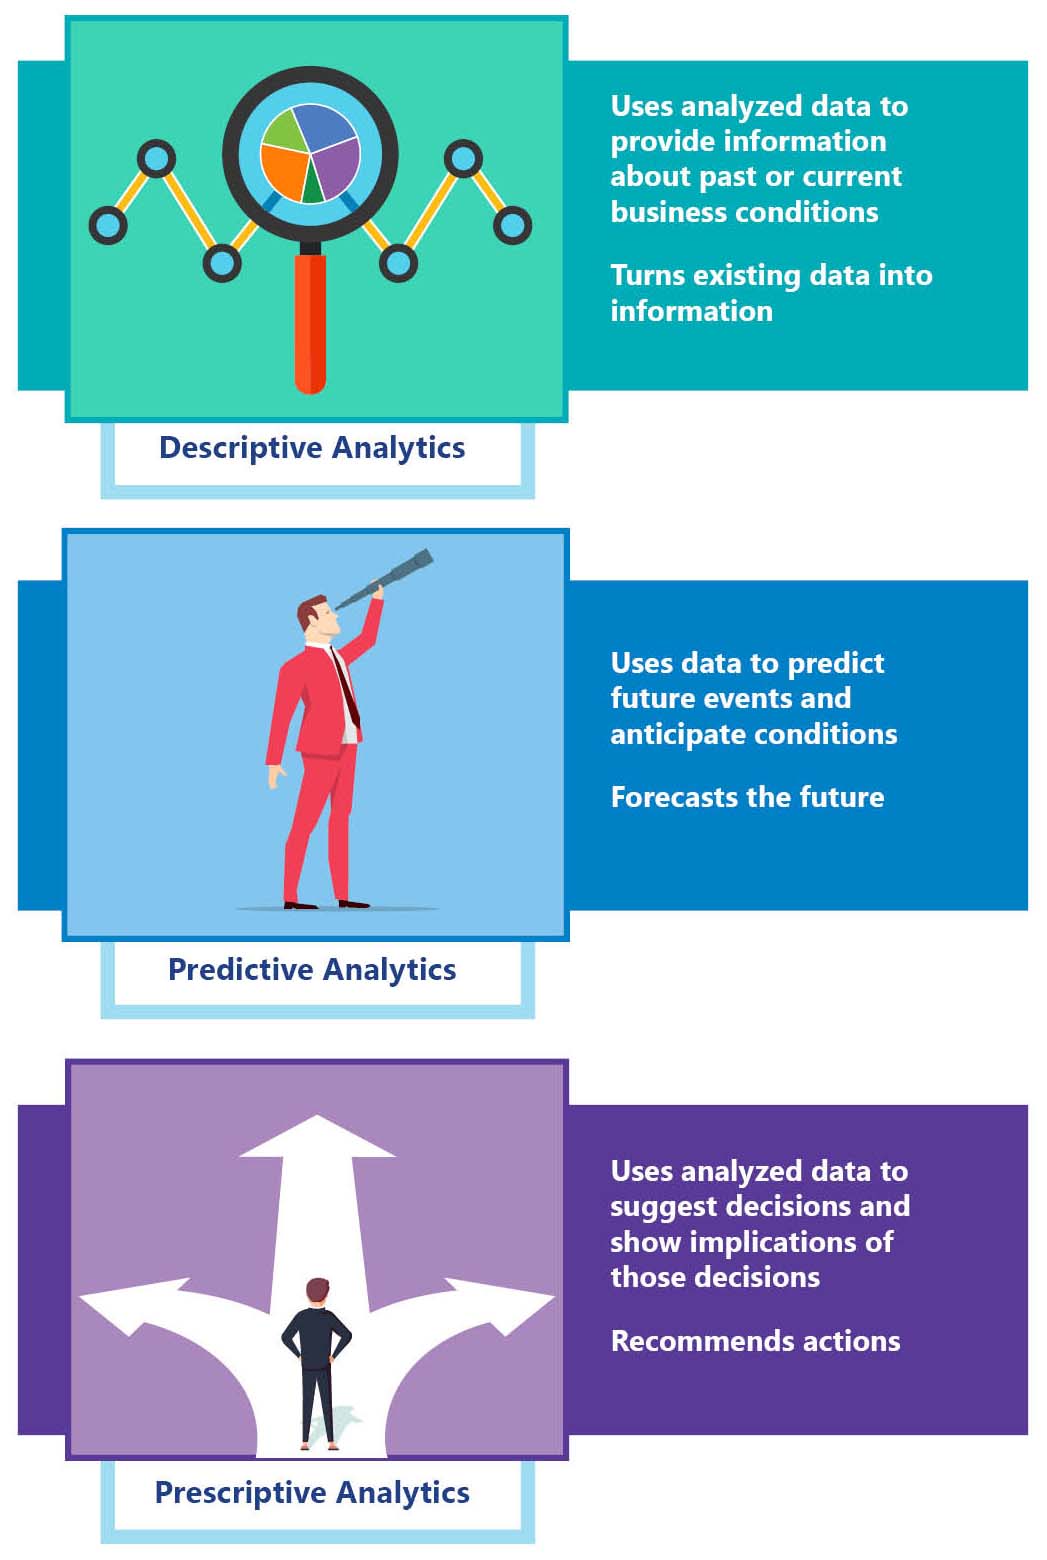 Uses analyzed data to
provide information
about past or current
business conditions
Turns existing data into
information
Descriptive Analytics
Uses data to predict
future events and
anticipate conditions
Forecasts the future
Predictive Analytics
Uses analyzed data to
suggest decisions and
show implications of
those decisions
Recommends actions
Prescriptive Analytics